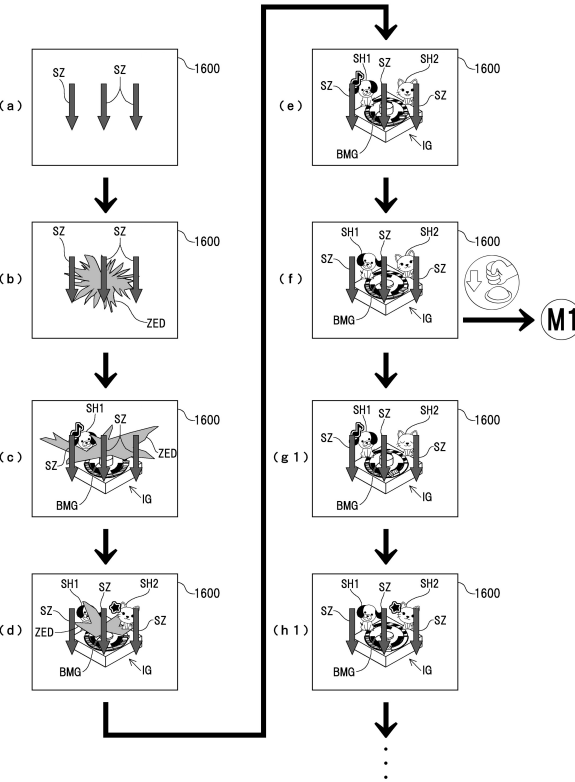 (a)
SZ
SZ
1600
(b)
SZ
SZ
1600
ZED
(c)
SH1
SZ
1600
ZED
SZ
BMG
IG
(d)
SH1
SZ
SH2
1600
SZ
SZ
ZED
BMG
IG
(e)
SH1
SZ
SH2
1600
SZ
SZ
BMG
IG
(f)
SH1
SZ
SH2
1600
SZ
SZ
BMG
IG
M1
(g1)
SH1
SZ
SH2
1600
SZ
SZ
BMG
IG
(h1)
SH1
SZ
SH2
1600
SZ
SZ
BMG
IG